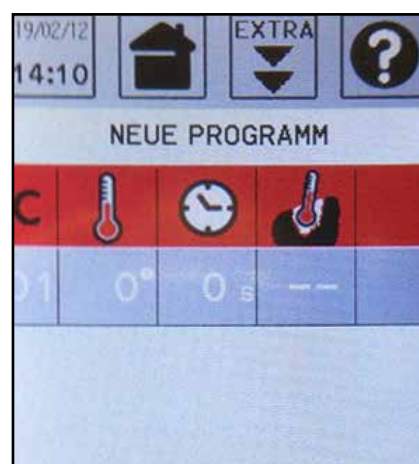 19/02/12
14:10
EXTRA
?
NEUE PROGRAMM
C
01 0° 0 s -- --